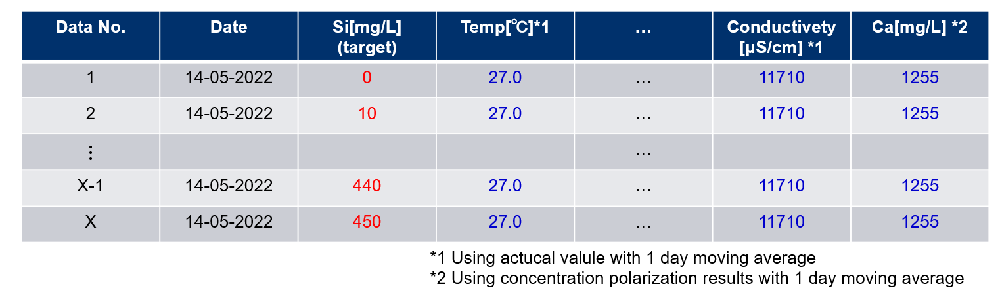 Data No. Date Si[mg/L] (target) Temp[℃]*1 … Conductivety [µS/cm] *1 Ca[mg/L] *2
1 14-05-2022 0 27.0 … 11710 1255
2 14-05-2022 10 27.0 … 11710 1255
⋮ …
X-1 14-05-2022 440 27.0 … 11710 1255
X 14-05-2022 450 27.0 … 11710 1255
*1 Using actucal valule with 1 day moving average
*2 Using concentration polarization results with 1 day moving average